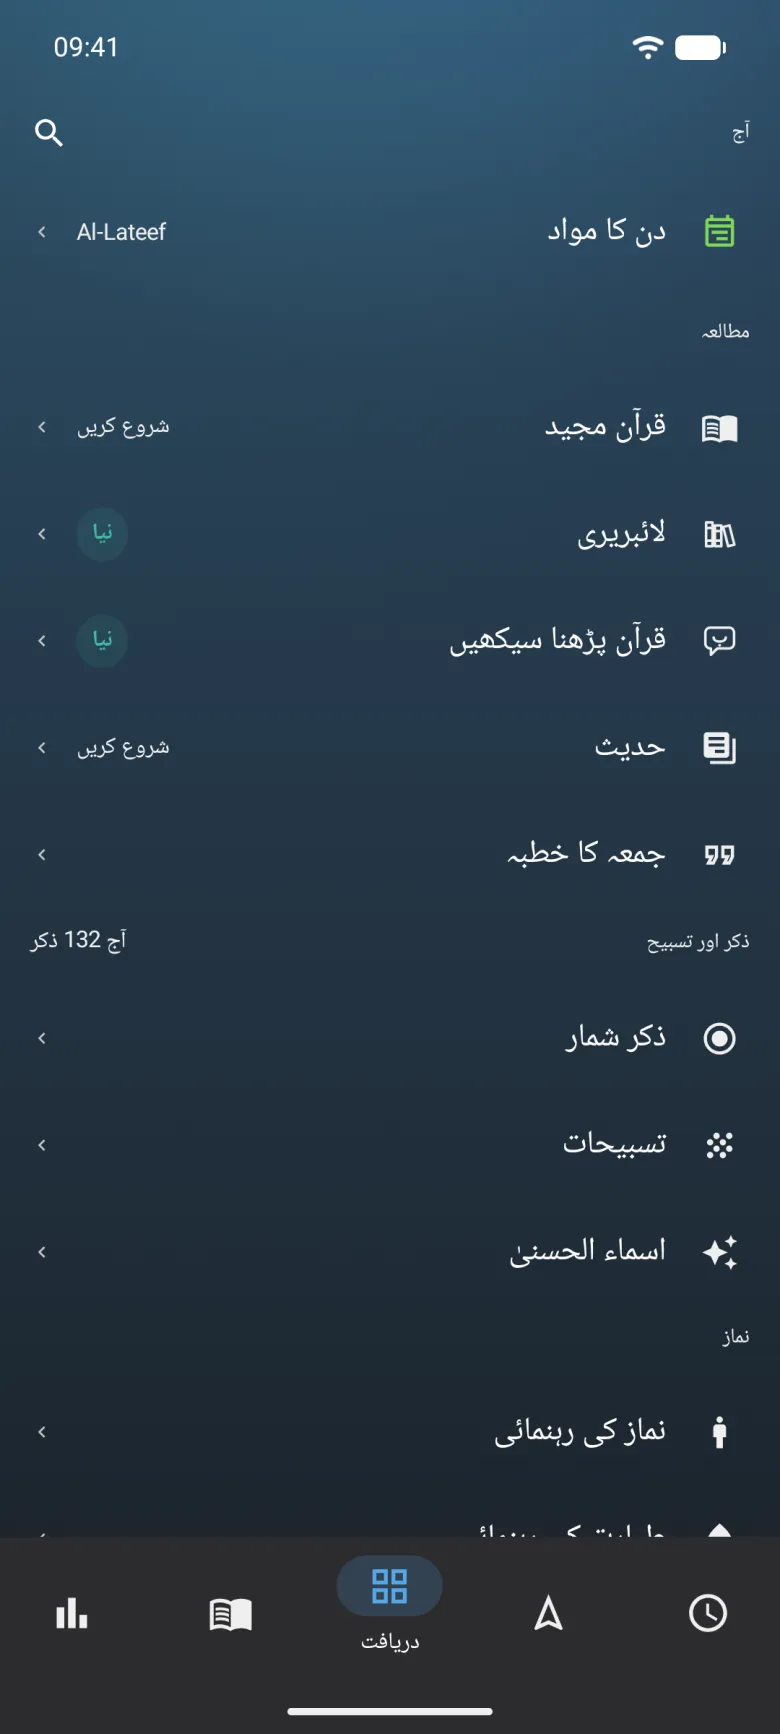 09:41
آج
دن کا مواد Al-Lateef
مطالعہ
قرآن مجید شروع کریں
لائبریری نیا
قرآن پڑھنا سیکھیں نیا
حدیث شروع کریں
جمعہ کا خطبہ
ذکر اور تسبیح آج 132 ذکر
ذکر شمار
تسبیحات
اسماء الحسنیٰ
نماز
نماز کی رہنمائی
دریافت